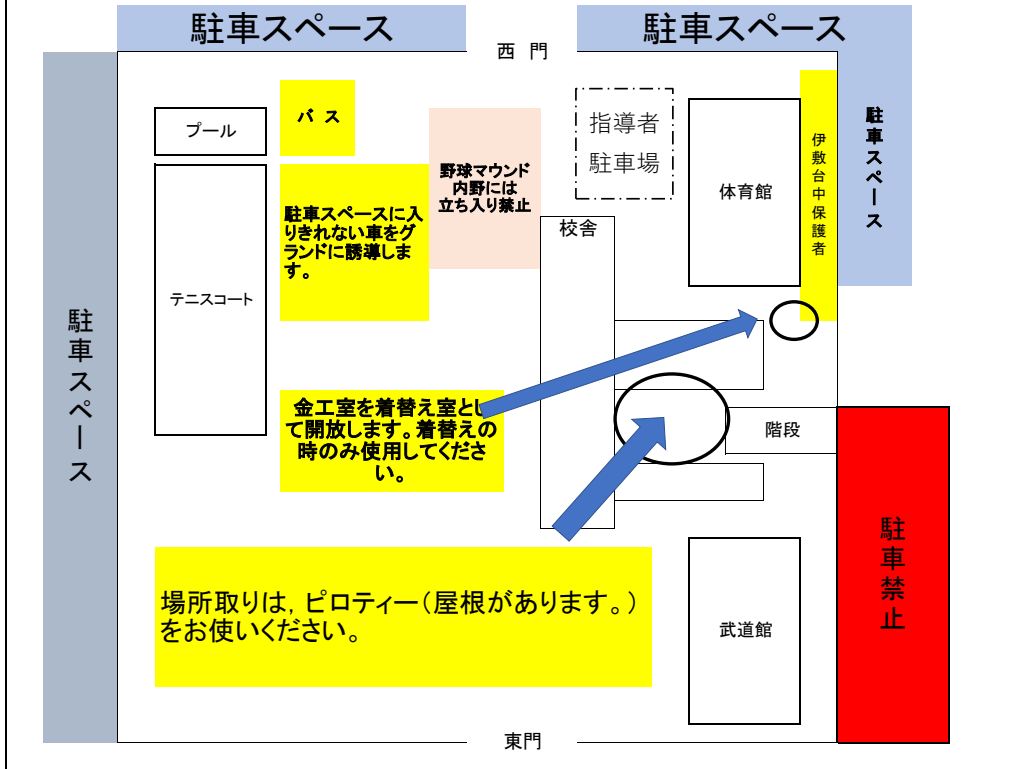 駐車スペース
駐車スペース
西 門
駐車スペース
プール
バ ス
野球マウンド
内野には
立ち入り禁止
指導者
駐車場
体育館
伊敷台中保護者
駐車スペースに入
りきれない車をグ
ランドに誘導しま
す。
校舎
テニスコート
駐車スペース
金工室を着替え室とし
て開放します。着替えの
時のみ使用してくださ
い。
階段
駐車禁止
場所取りは，ピロティー（屋根があります。）
をお使いください。
武道館
東門